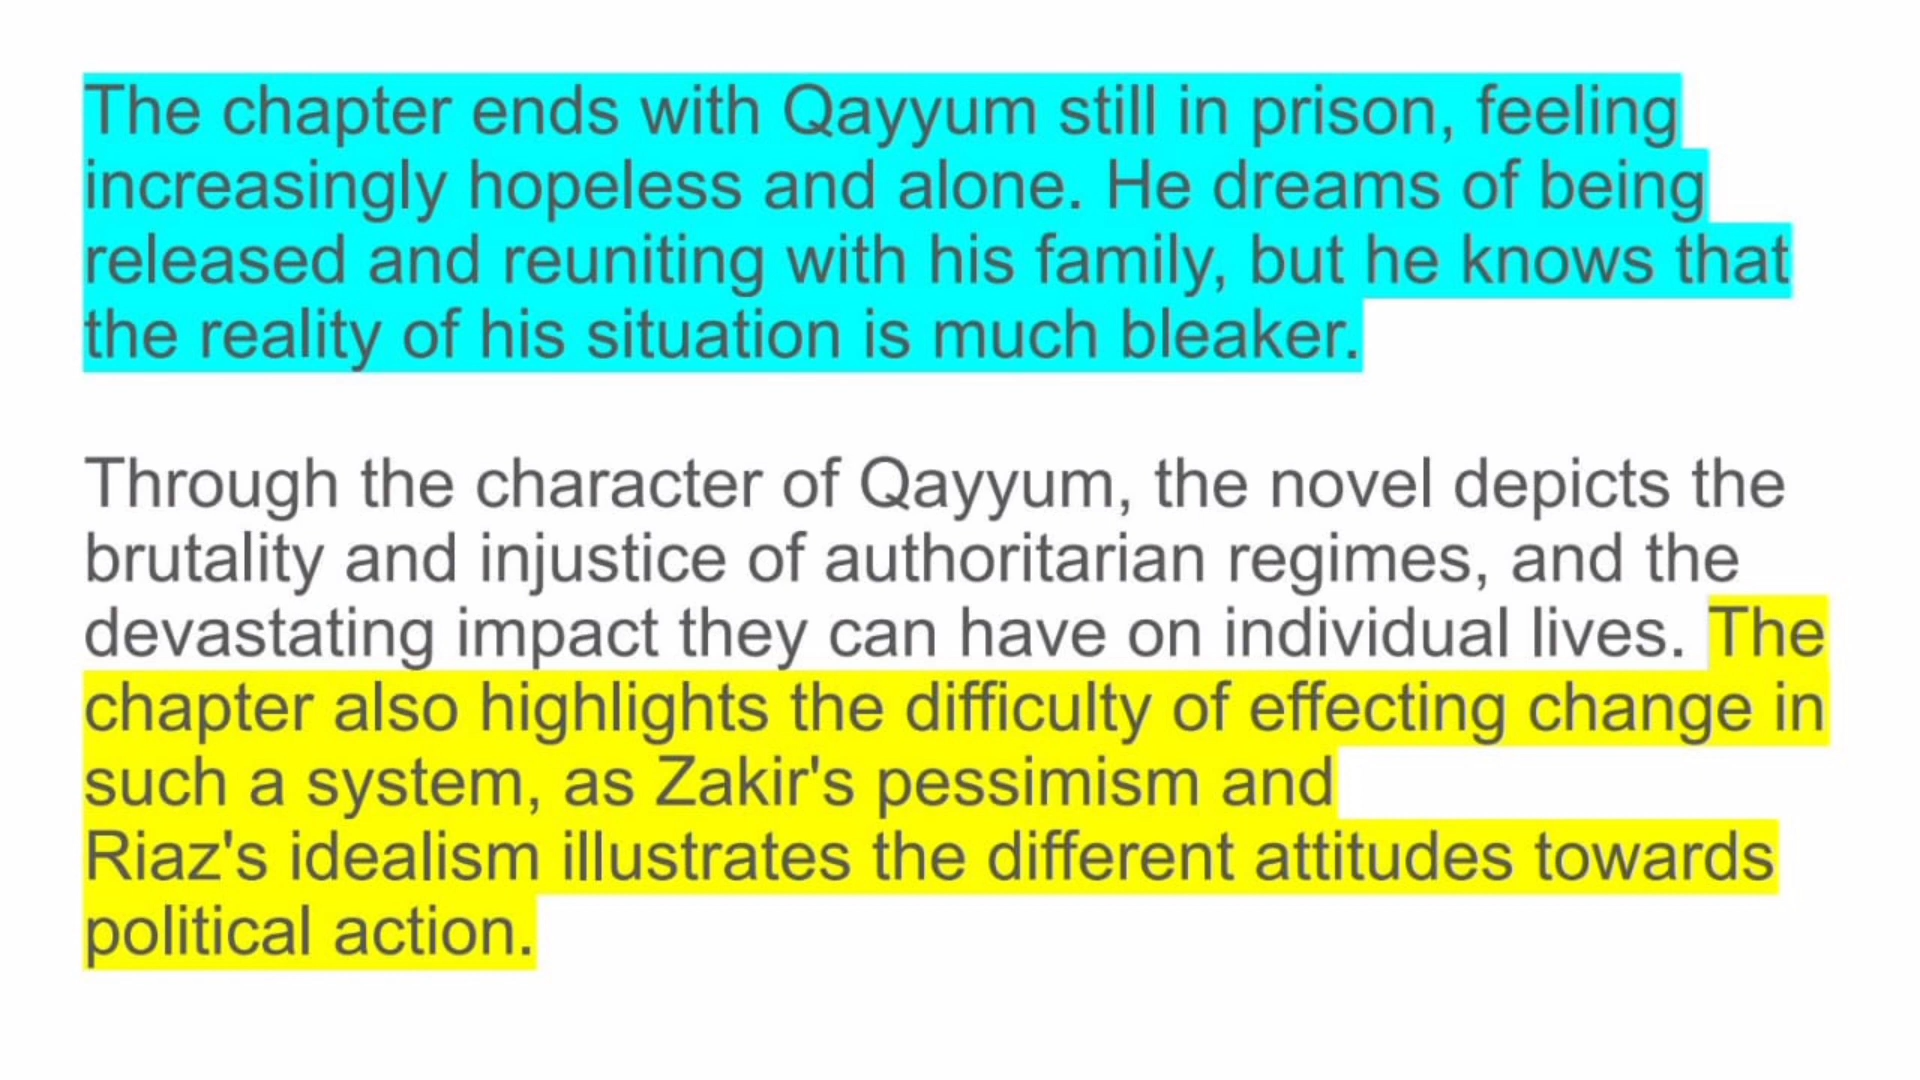 The chapter ends with Qayyum still in prison, feeling
increasingly hopeless and alone. He dreams of being
released and reuniting with his family, but he knows that
the reality of his situation is much bleaker.
Through the character of Qayyum, the novel depicts the
brutality and injustice of authoritarian regimes, and the
devastating impact they can have on individual lives. The
chapter also highlights the difficulty of effecting change in
such a system, as Zakir's pessimism and
Riaz's idealism illustrates the different attitudes towards
political action.